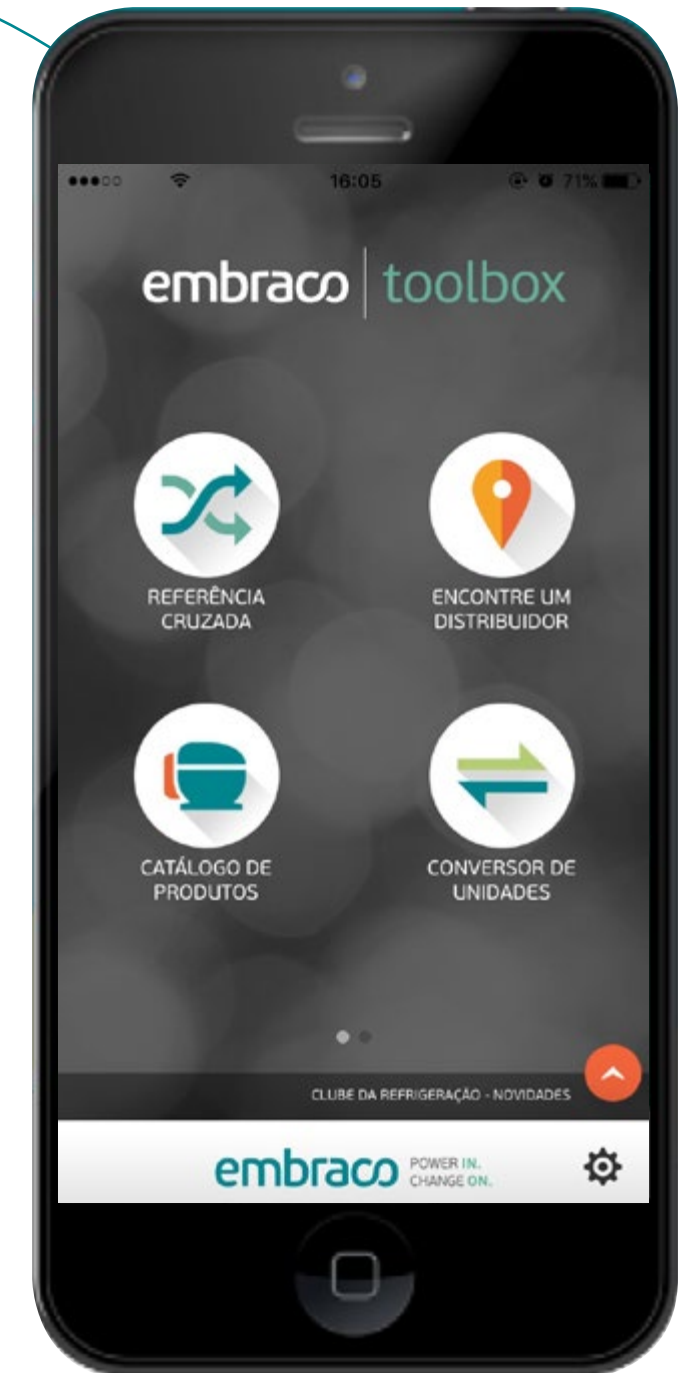 16:05
71%
embraco | toolbox
REFERÊNCIA
CRUZADA
ENCONTRE UM
DISTRIBUIDOR
CATÁLOGO DE
PRODUTOS
CONVERSOR DE
UNIDADES
CLUBE DA REFRIGERAÇÃO - NOVIDADES
embraco
POWER IN.
CHANGE ON.